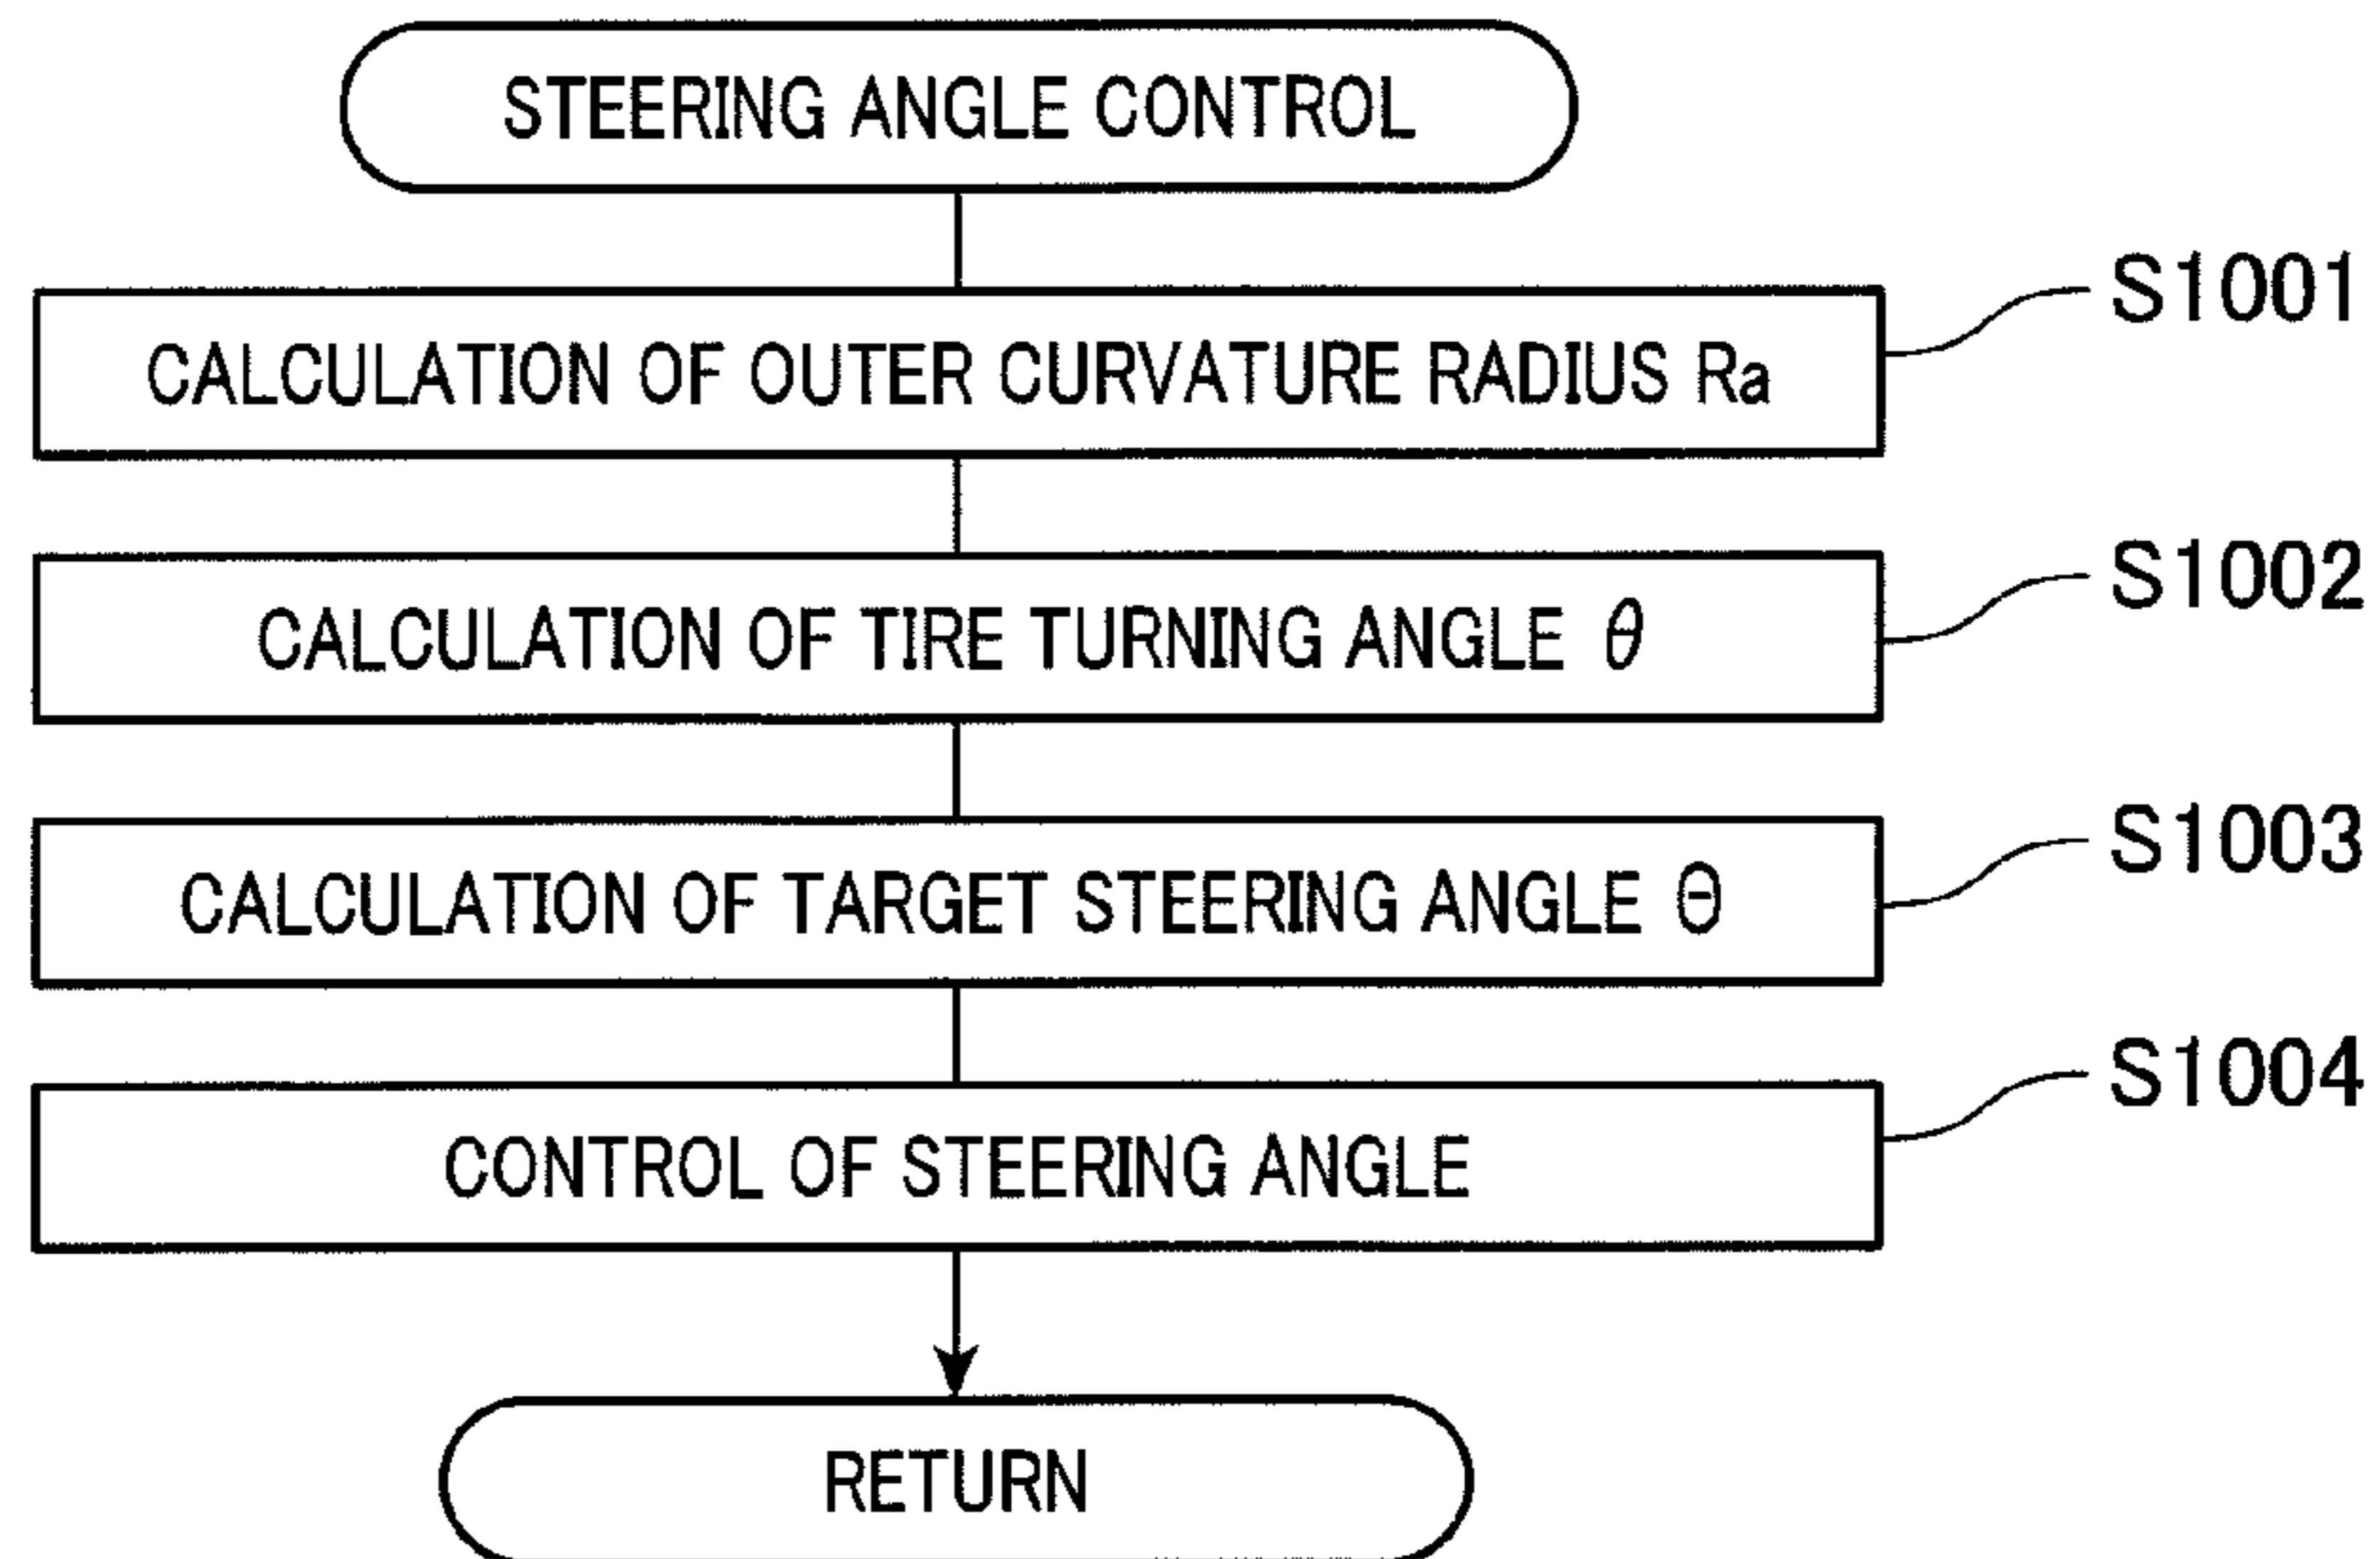 STEERING ANGLE CONTROL
S1001
CALCULATION OF OUTER CURVATURE RADIUS Ra
S1002
CALCULATION OF TIRE TURNING ANGLE θ
S1003
CALCULATION OF TARGET STEERING ANGLE Θ
S1004
CONTROL OF STEERING ANGLE
RETURN